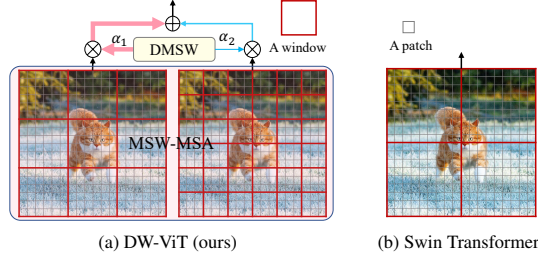 α₁
DMSW
α₂
A window
A patch
MSW-MSA
(a) DW-ViT (ours)
(b) Swin Transformer